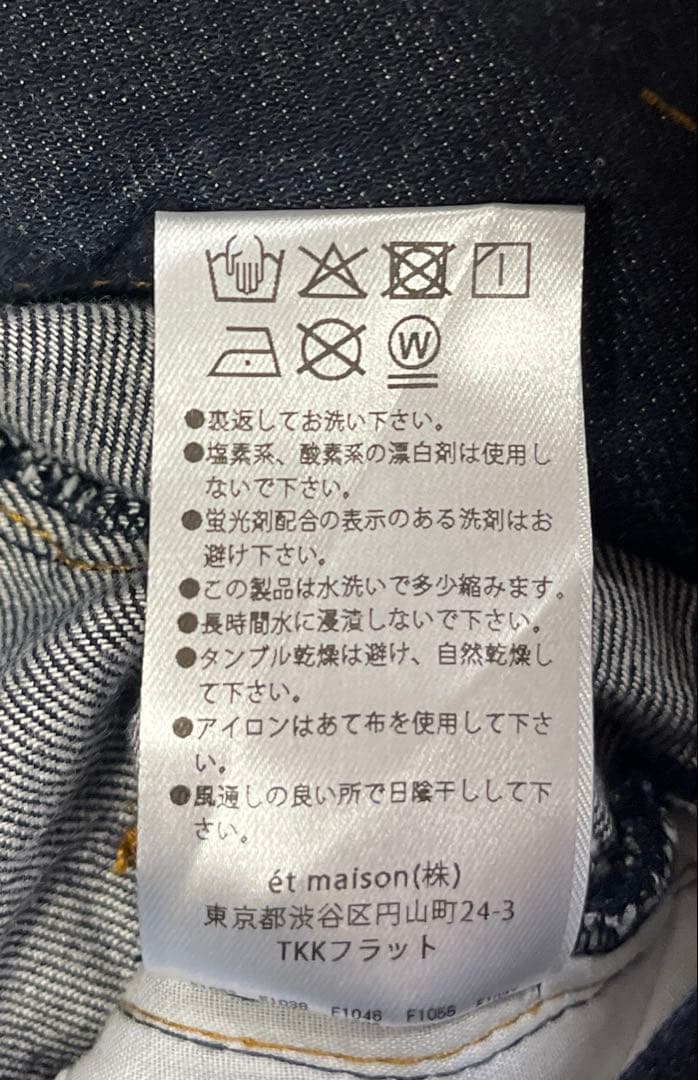 W
●裏返してお洗い下さい。
●塩素系、酸素系の漂白剤は使用し
ないで下さい。
●蛍光剤配合の表示のある洗剤はお
避け下さい。
●この製品は水洗いで多少縮みます。
●長時間水に浸漬しないで下さい。
●タンブル乾燥は避け、自然乾燥し
て下さい。
●アイロンはあて布を使用して下さ
い。
●風通しの良い所で日陰干しして下
さい。
ét maison(株)
東京都渋谷区円山町24-3
TKKフラット
F1046 F1055